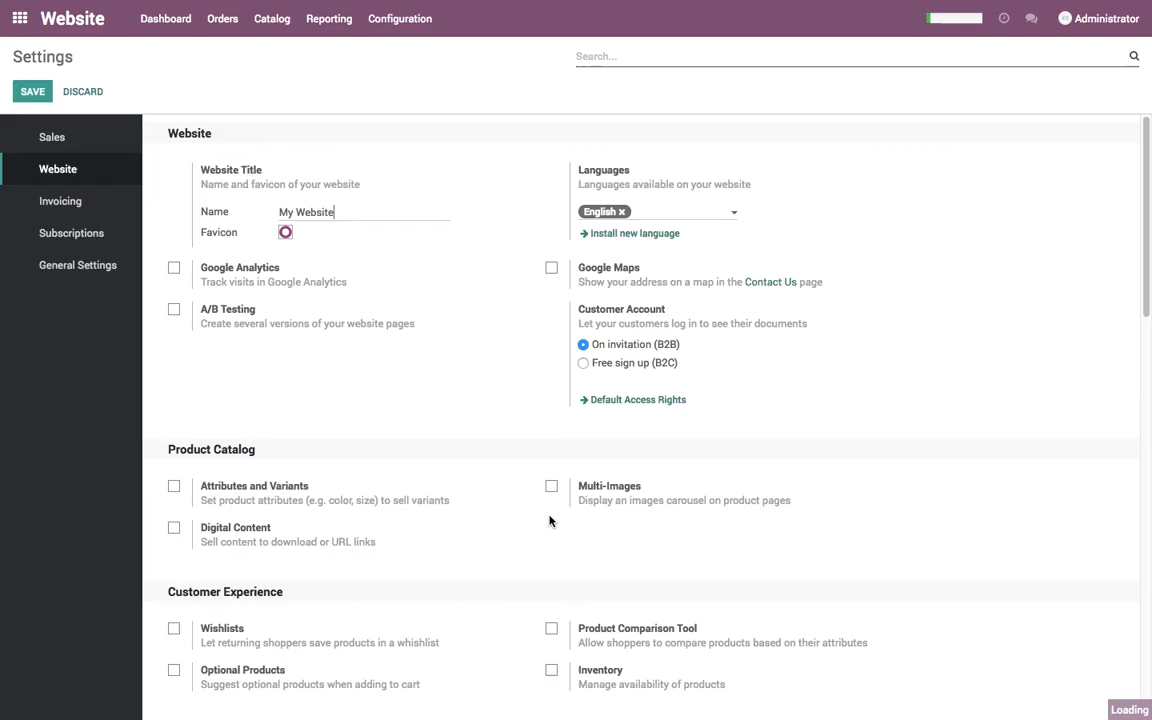 Website
Dashboard Orders Catalog Reporting Configuration
Administrator
Settings
Search...
SAVE DISCARD
Sales
Website
Invoicing
Subscriptions
General Settings
Website
Website Title
Name and favicon of your website
Name My Website
Favicon
Languages
Languages available on your website
English ×
Install new language
Google Analytics
Track visits in Google Analytics
Google Maps
Show your address on a map in the Contact Us page
A/B Testing
Create several versions of your website pages
Customer Account
Let your customers log in to see their documents
On invitation (B2B)
Free sign up (B2C)
Default Access Rights
Product Catalog
Attributes and Variants
Set product attributes (e.g. color, size) to sell variants
Multi-Images
Display an images carousel on product pages
Digital Content
Sell content to download or URL links
Customer Experience
Wishlists
Let returning shoppers save products in a whishlist
Product Comparison Tool
Allow shoppers to compare products based on their attributes
Optional Products
Suggest optional products when adding to cart
Inventory
Manage availability of products
Loading